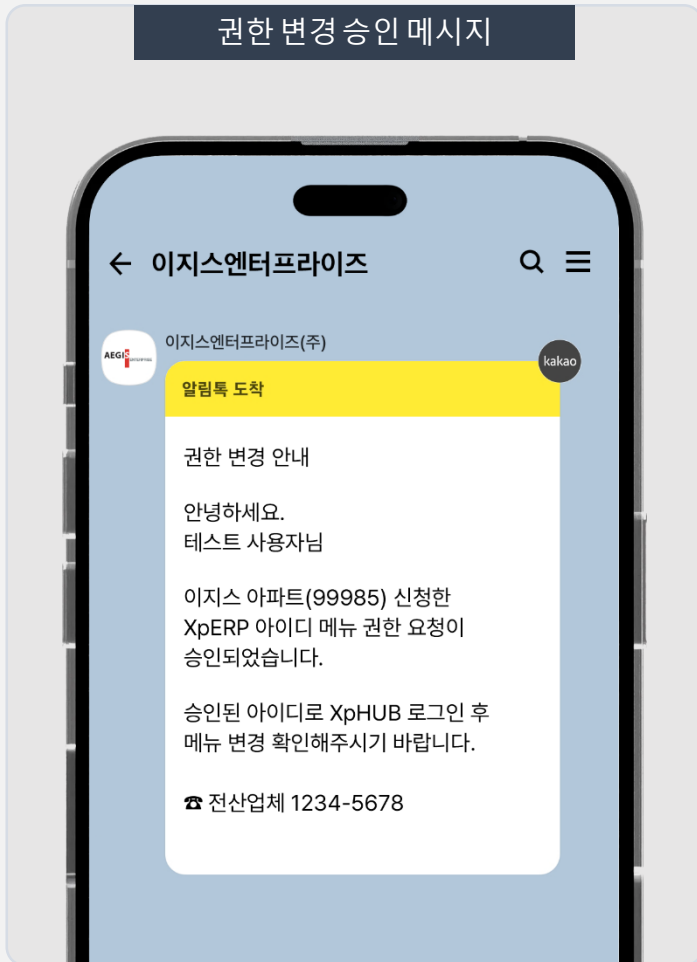 권한 변경 승인 메시지
이지스엔터프라이즈
AEGIS ENTERPRISE
이지스엔터프라이즈(주)
kakao
알림톡 도착
권한 변경 안내
안녕하세요.
테스트 사용자님
이지스 아파트(99985) 신청한
XpERP 아이디 메뉴 권한 요청이
승인되었습니다.
승인된 아이디로 XpHUB 로그인 후
메뉴 변경 확인해주시기 바랍니다.
☎ 전산업체 1234-5678